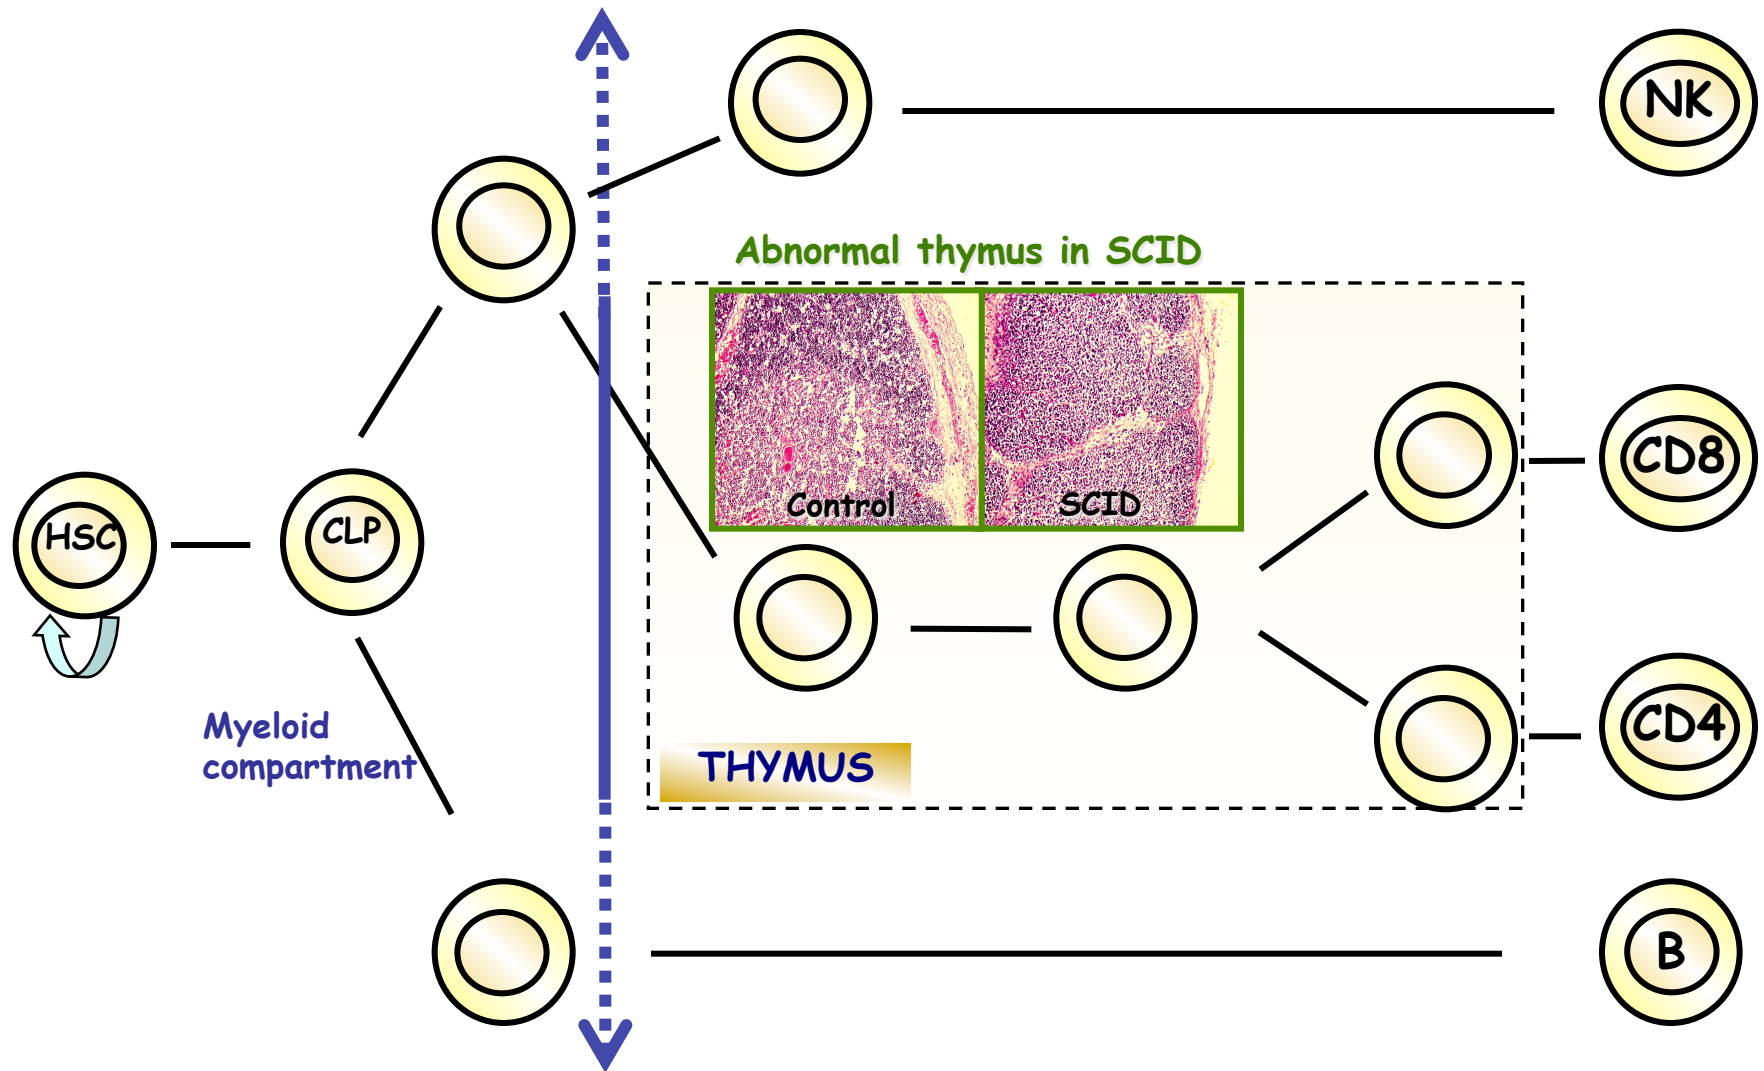 NK
Abnormal thymus in SCID
Control
SCID
CD8
HSC
CLP
Myeloid
compartment
CD4
THYMUS
B